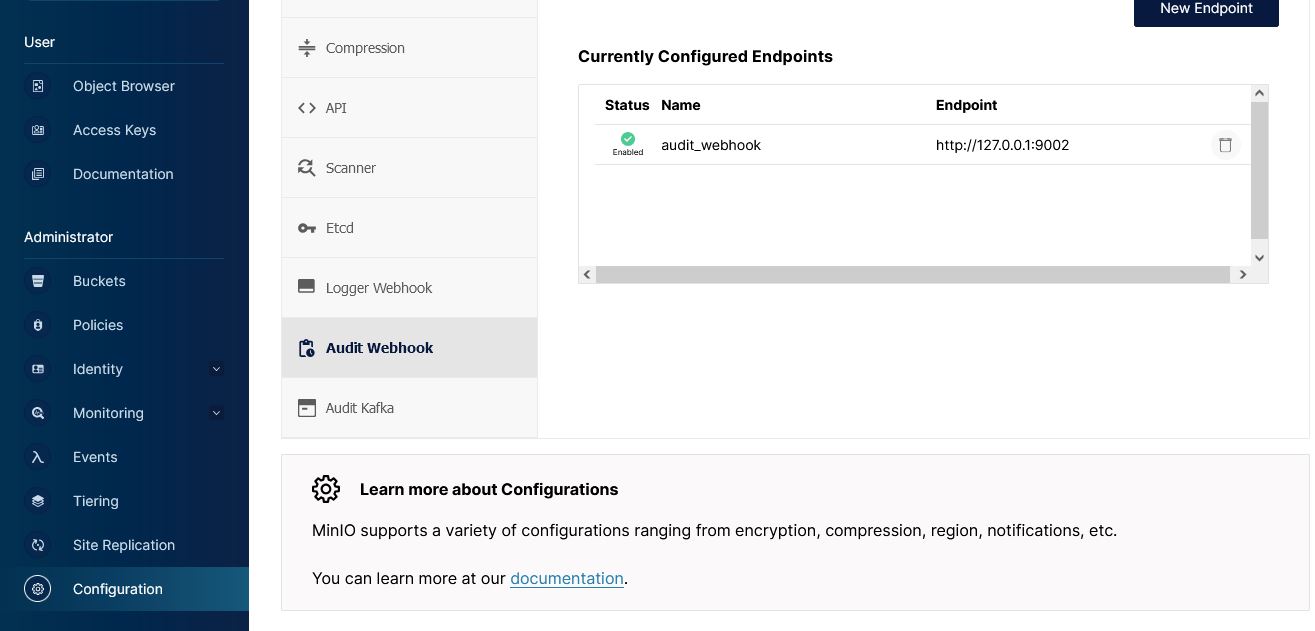 User
Object Browser
Access Keys
Documentation
Administrator
Buckets
Policies
Identity
Monitoring
Events
Tiering
Site Replication
Configuration
Compression
API
Scanner
Etcd
Logger Webhook
Audit Webhook
Audit Kafka
New Endpoint
Currently Configured Endpoints
Status Name Endpoint
Enabled audit_webhook http://127.0.0.1:9002
Learn more about Configurations
MinIO supports a variety of configurations ranging from encryption, compression, region, notifications, etc.
You can learn more at our documentation.